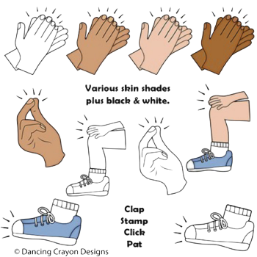 Various skin shades
plus black & white.
Clap
Stamp
Click
Pat
© Dancing Crayon Designs